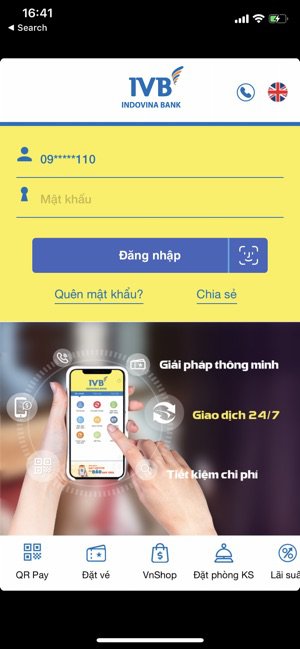 16:41
Search
IVB
INDOVINA BANK
09*****110
Mật khẩu
Đăng nhập
Quên mật khẩu?
Chia sẻ
Giải pháp thông minh
IVB
Giao dịch 24/7
Tiết kiệm chi phí
QR Pay
Đặt vé
VnShop
Đặt phòng KS
Lãi suấ